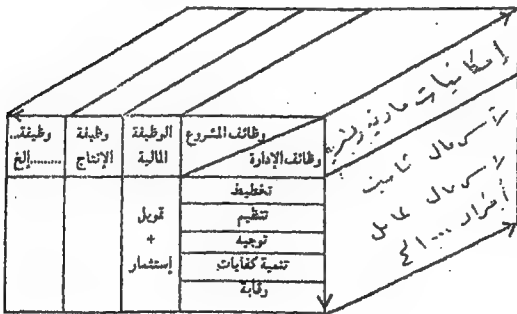 إمكانيات مادية وبشرية
وظائف المشروع
وظائف الإدارة
الوظيفة
المالية
وظيفة
الإنتاج
وظيفة...
.........إلخ
تخطيط
تنظيم
توجيه
تنمية كفايات
رقابة
تمويل
+
إستثمار
رأس مال ثابت
رأس مال عامل
أفراد ... الخ